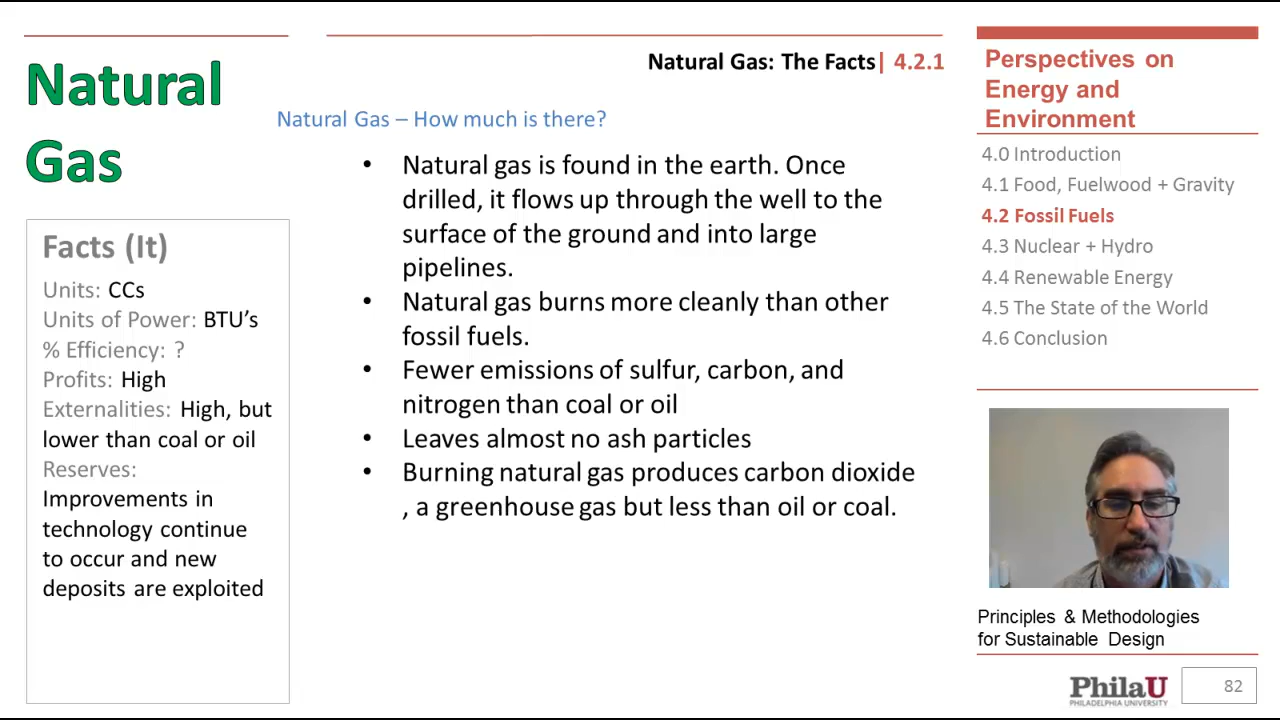 Natural
Gas
Natural Gas: The Facts| 4.2.1
Natural Gas – How much is there?
• Natural gas is found in the earth. Once
drilled, it flows up through the well to the
surface of the ground and into large
pipelines.
• Natural gas burns more cleanly than other
fossil fuels.
• Fewer emissions of sulfur, carbon, and
nitrogen than coal or oil
• Leaves almost no ash particles
• Burning natural gas produces carbon dioxide
, a greenhouse gas but less than oil or coal.
Facts (It)
Units: CCs
Units of Power: BTU’s
% Efficiency: ?
Profits: High
Externalities: High, but
lower than coal or oil
Reserves:
Improvements in
technology continue
to occur and new
deposits are exploited
Perspectives on
Energy and
Environment
4.0 Introduction
4.1 Food, Fuelwood + Gravity
4.2 Fossil Fuels
4.3 Nuclear + Hydro
4.4 Renewable Energy
4.5 The State of the World
4.6 Conclusion
Principles & Methodologies
for Sustainable Design
PhilaU
PHILADELPHIA UNIVERSITY
82